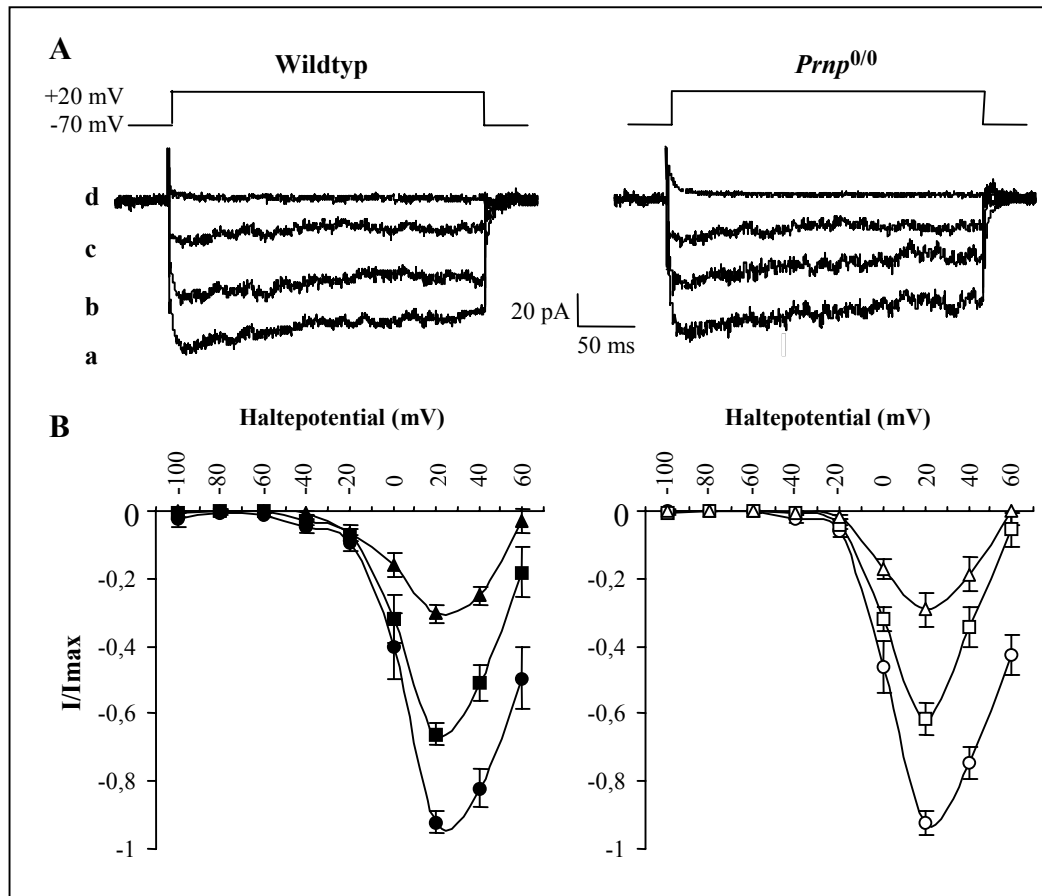 A
Wildtyp
Prnp0/0
+20 mV
-70 mV
d
c
b
a
20 pA
50 ms
B
Haltepotential (mV)
Haltepotential (mV)
-100 -80 -60 -40 -20 0 20 40 60
-100 -80 -60 -40 -20 0 20 40 60
I/Imax
0
-0,2
-0,4
-0,6
-0,8
-1
0
-0,2
-0,4
-0,6
-0,8
-1